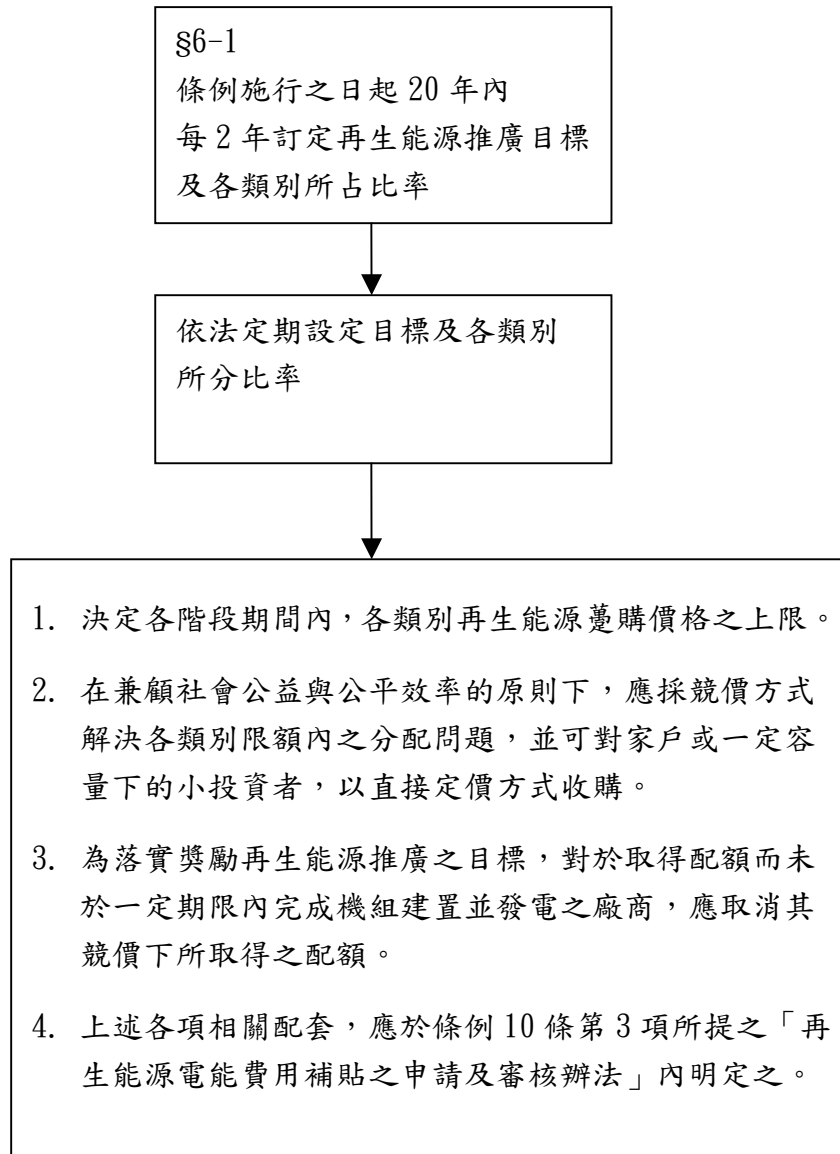 §6-1
條例施行之日起 20 年內
每 2 年訂定再生能源推廣目標
及各類別所占比率
依法定期設定目標及各類別
所分比率
1. 決定各階段期間內，各類別再生能源躉購價格之上限。
2. 在兼顧社會公益與公平效率的原則下，應採競價方式
解決各類別限額內之分配問題，並可對家戶或一定容
量下的小投資者，以直接定價方式收購。
3. 為落實獎勵再生能源推廣之目標，對於取得配額而未
於一定期限內完成機組建置並發電之廠商，應取消其
競價下所取得之配額。
4. 上述各項相關配套，應於條例 10 條第 3 項所提之「再
生能源電能費用補貼之申請及審核辦法」內明定之。